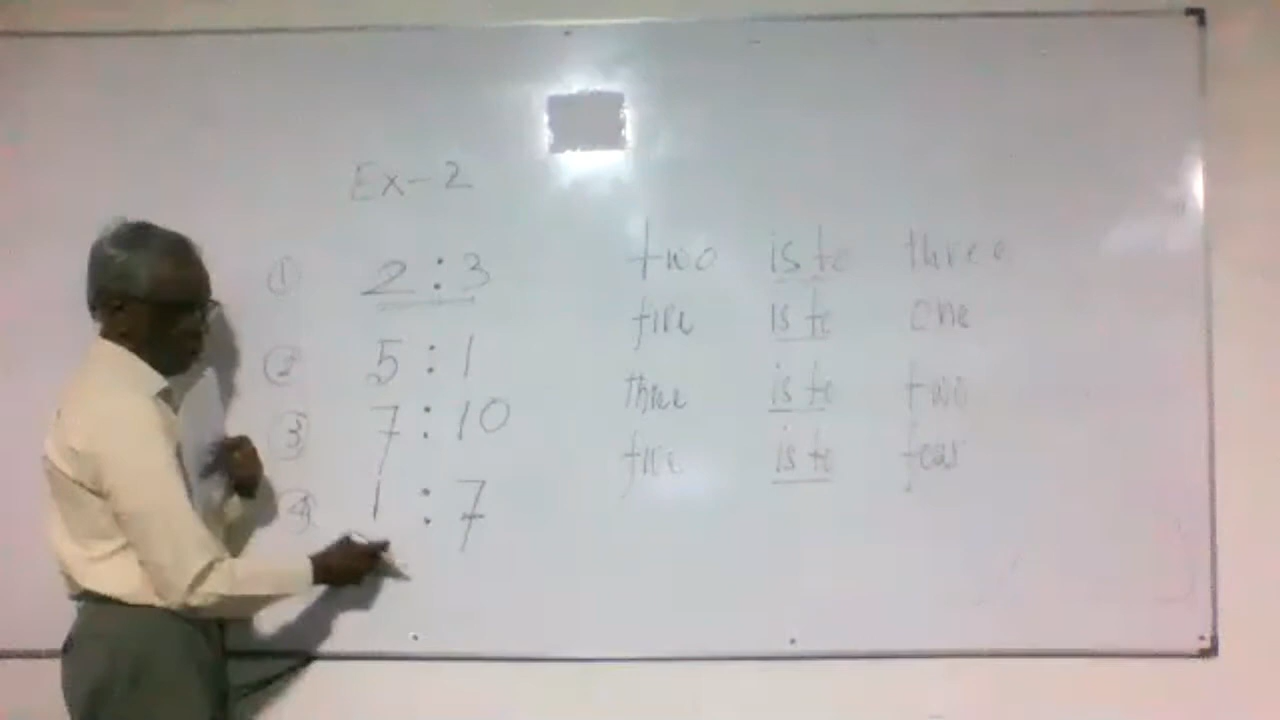 Ex-2
① 2:3 two is to three
② 5:1 five is to one
③ 7:10 three is to two
④ 1:7 five is to four